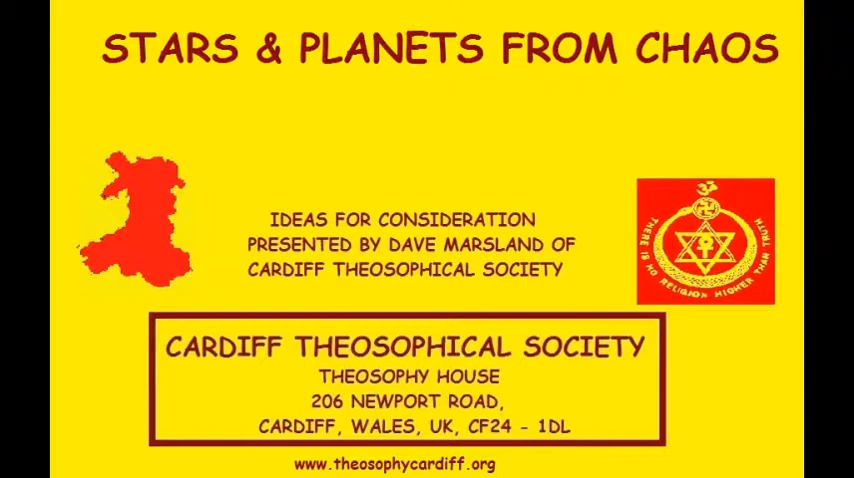 STARS & PLANETS FROM CHAOS
IDEAS FOR CONSIDERATION
PRESENTED BY DAVE MARSLAND OF
CARDIFF THEOSOPHICAL SOCIETY
ॐ
THERE IS NO RELIGION HIGHER THAN TRUTH
CARDIFF THEOSOPHICAL SOCIETY
THEOSOPHY HOUSE
206 NEWPORT ROAD,
CARDIFF, WALES, UK, CF24 - 1DL
www.theosophycardiff.org